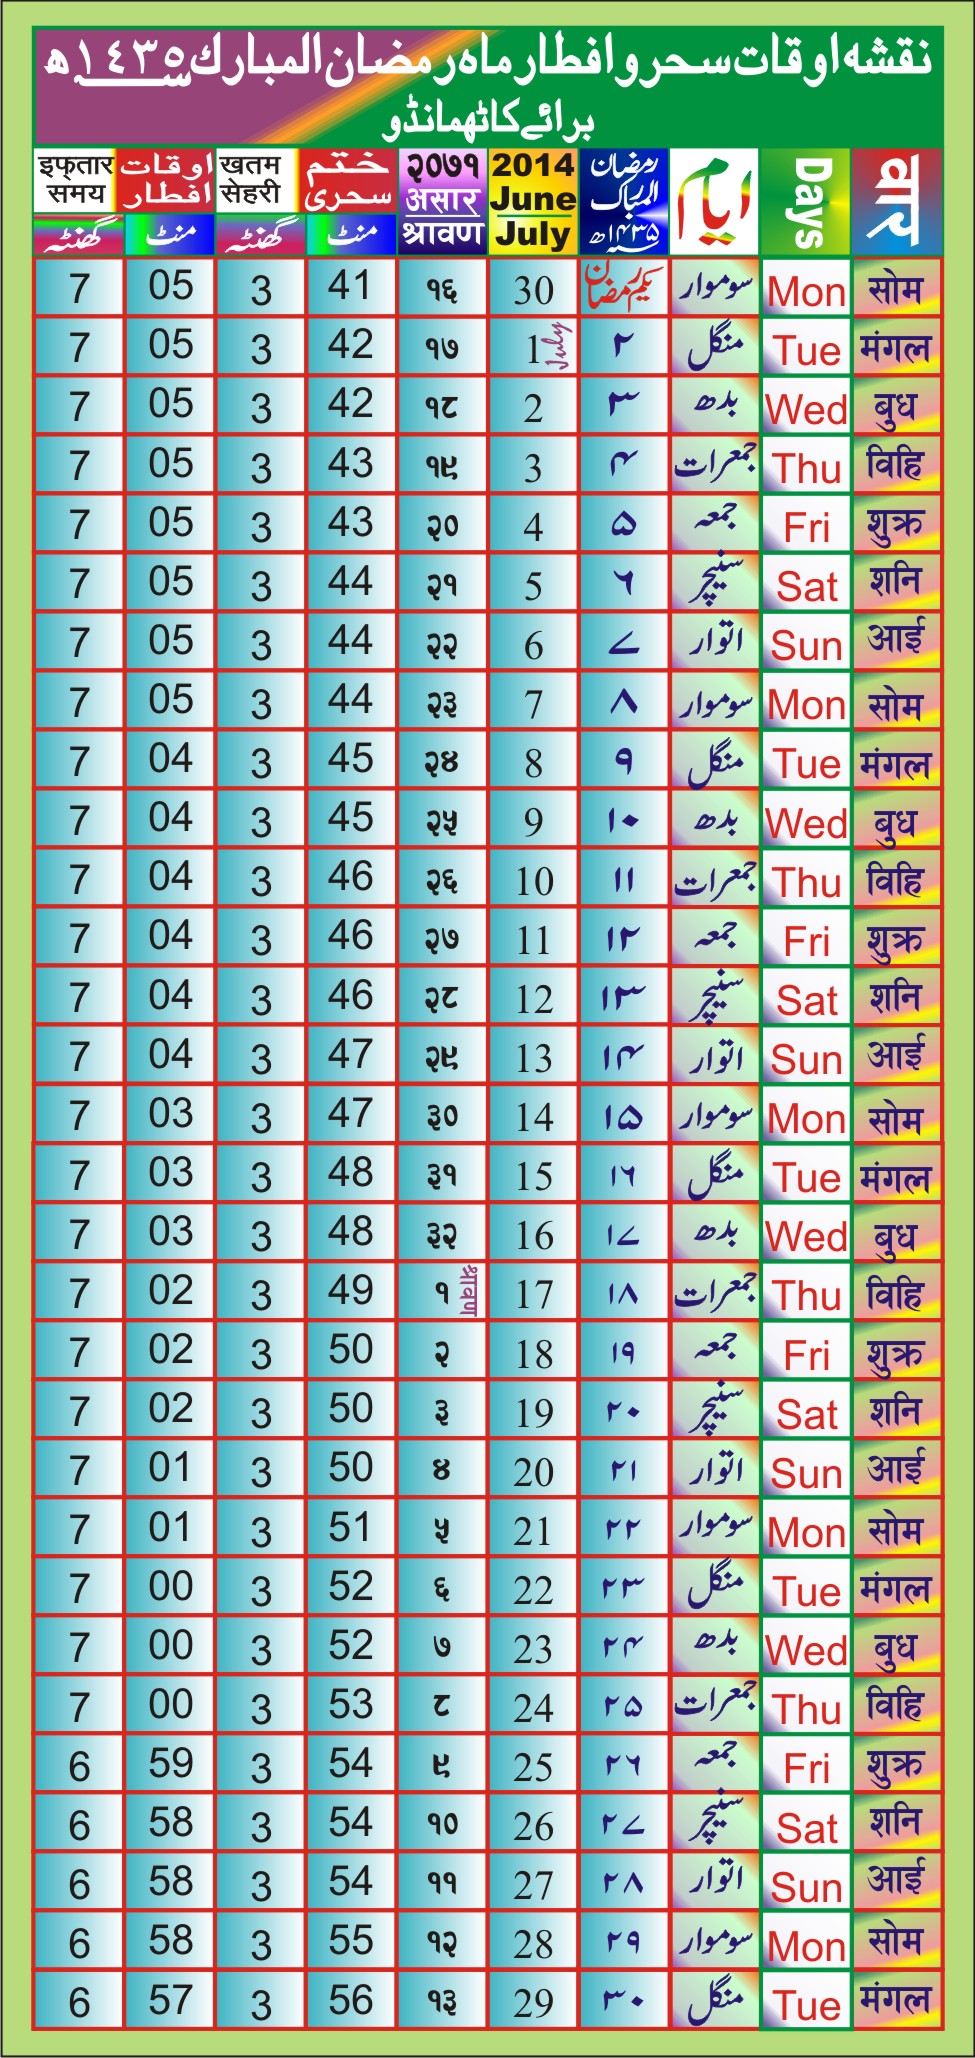 نقشہ اوقات سحر و افطار ماہ رمضان المبارک ١٤٣٥ھ
برائے کاٹھمانڈو
इफ्तार समय اوقات افطار खतम सेहरी ختم سحری २०७१ असार श्रावण 2014 June July رمضان المبارک ۱۴۳۵ھ ایام Days वार
گھنٹہ منٹ گھنٹہ منٹ
7 05 3 41 १६ 30 یکم رمضان سوموار Mon सोम
7 05 3 42 १७ 1 July ۲ منگل Tue मंगल
7 05 3 42 १८ 2 ۳ بدھ Wed बुध
7 05 3 43 १९ 3 ۴ جمعرات Thu विहि
7 05 3 43 २० 4 ۵ جمعہ Fri शुक्र
7 05 3 44 २१ 5 ۶ سنیچر Sat शनि
7 05 3 44 २२ 6 ۷ اتوار Sun आई
7 05 3 44 २३ 7 ۸ سوموار Mon सोम
7 04 3 45 २४ 8 ۹ منگل Tue मंगल
7 04 3 45 २५ 9 ۱۰ بدھ Wed बुध
7 04 3 46 २६ 10 ۱۱ جمعرات Thu विहि
7 04 3 46 २७ 11 ۱۲ جمعہ Fri शुक्र
7 04 3 46 २८ 12 ۱۳ سنیچر Sat शनि
7 04 3 47 २९ 13 ۱۴ اتوار Sun आई
7 03 3 47 ३० 14 ۱۵ سوموار Mon सोम
7 03 3 48 ३१ 15 ۱۶ منگل Tue मंगल
7 03 3 48 ३२ 16 ۱۷ بدھ Wed बुध
7 02 3 49 १ श्रावण 17 ۱۸ جمعرات Thu विहि
7 02 3 50 २ 18 ۱۹ جمعہ Fri शुक्र
7 02 3 50 ३ 19 ۲۰ سنیچر Sat शनि
7 01 3 50 ४ 20 ۲۱ اتوار Sun आई
7 01 3 51 ५ 21 ۲۲ سوموار Mon सोम
7 00 3 52 ६ 22 ۲۳ منگل Tue मंगल
7 00 3 52 ७ 23 ۲۴ بدھ Wed बुध
7 00 3 53 ८ 24 ۲۵ جمعرات Thu विहि
6 59 3 54 ९ 25 ۲۶ جمعہ Fri शुक्र
6 58 3 54 १० 26 ۲۷ سنیچر Sat शनि
6 58 3 54 ११ 27 ۲۸ اتوار Sun आई
6 58 3 55 १२ 28 ۲۹ سوموار Mon सोम
6 57 3 56 १३ 29 ۳۰ منگل Tue मंगल